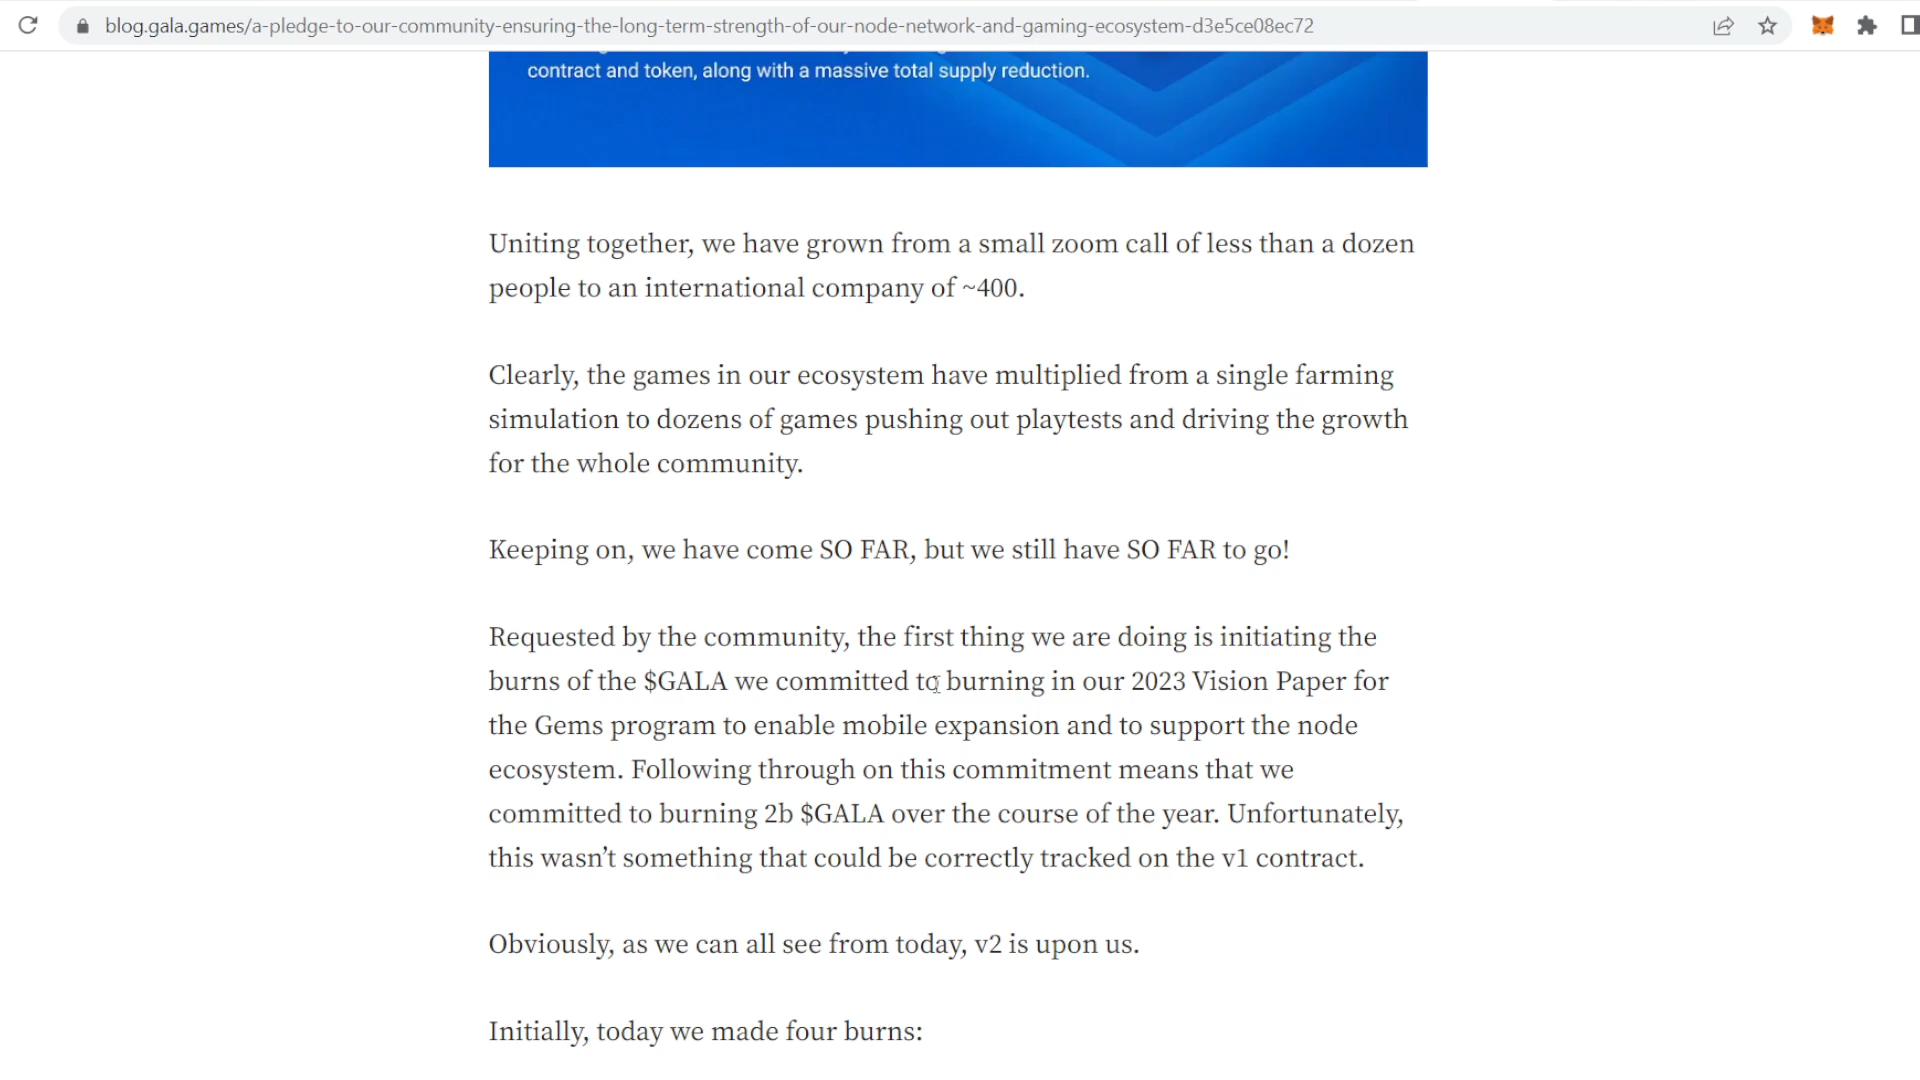 blog.gala.games/a-pledge-to-our-community-ensuring-the-long-term-strength-of-our-node-network-and-gaming-ecosystem-d3e5ce08ec72
contract and token, along with a massive total supply reduction.
Uniting together, we have grown from a small zoom call of less than a dozen
people to an international company of ~400.
Clearly, the games in our ecosystem have multiplied from a single farming
simulation to dozens of games pushing out playtests and driving the growth
for the whole community.
Keeping on, we have come SO FAR, but we still have SO FAR to go!
Requested by the community, the first thing we are doing is initiating the
burns of the $GALA we committed to burning in our 2023 Vision Paper for
the Gems program to enable mobile expansion and to support the node
ecosystem. Following through on this commitment means that we
committed to burning 2b $GALA over the course of the year. Unfortunately,
this wasn’t something that could be correctly tracked on the v1 contract.
Obviously, as we can all see from today, v2 is upon us.
Initially, today we made four burns: